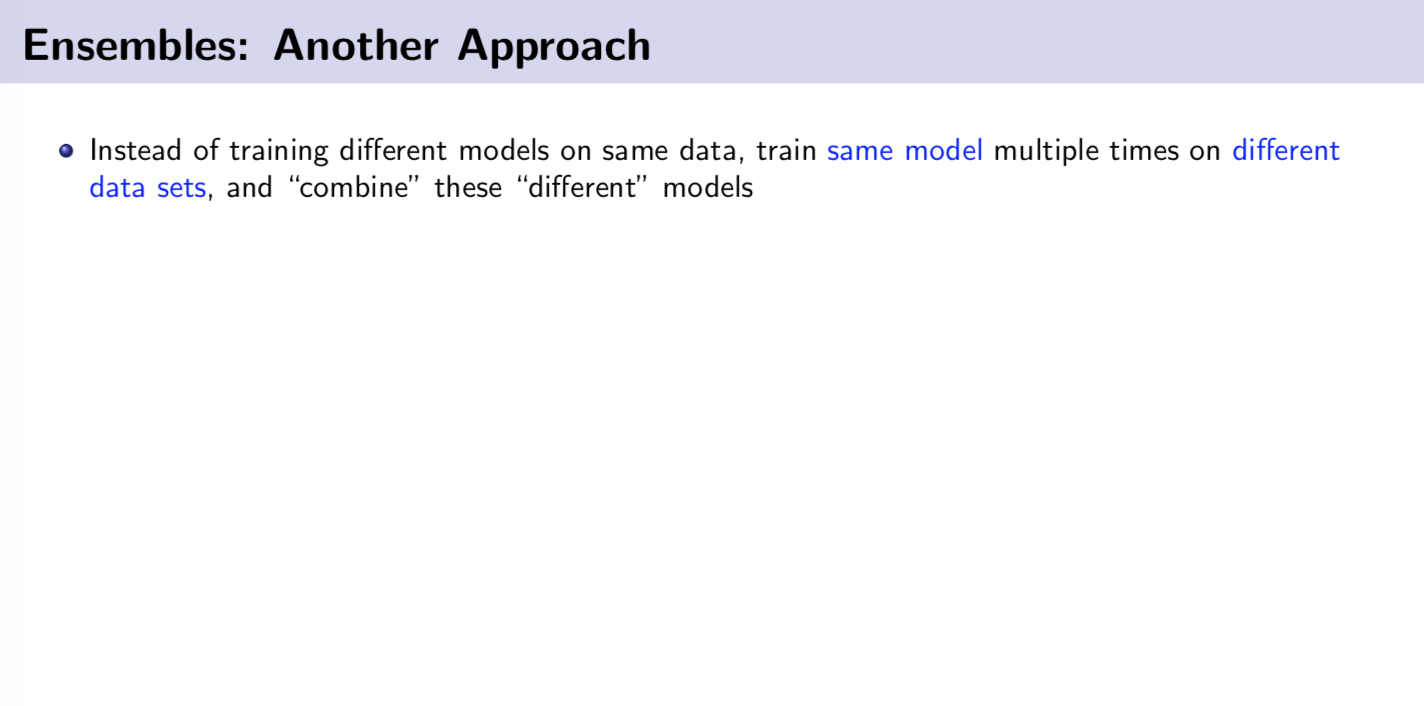 Ensembles: Another Approach
Instead of training different models on same data, train same model multiple times on different
data sets, and “combine” these “different” models